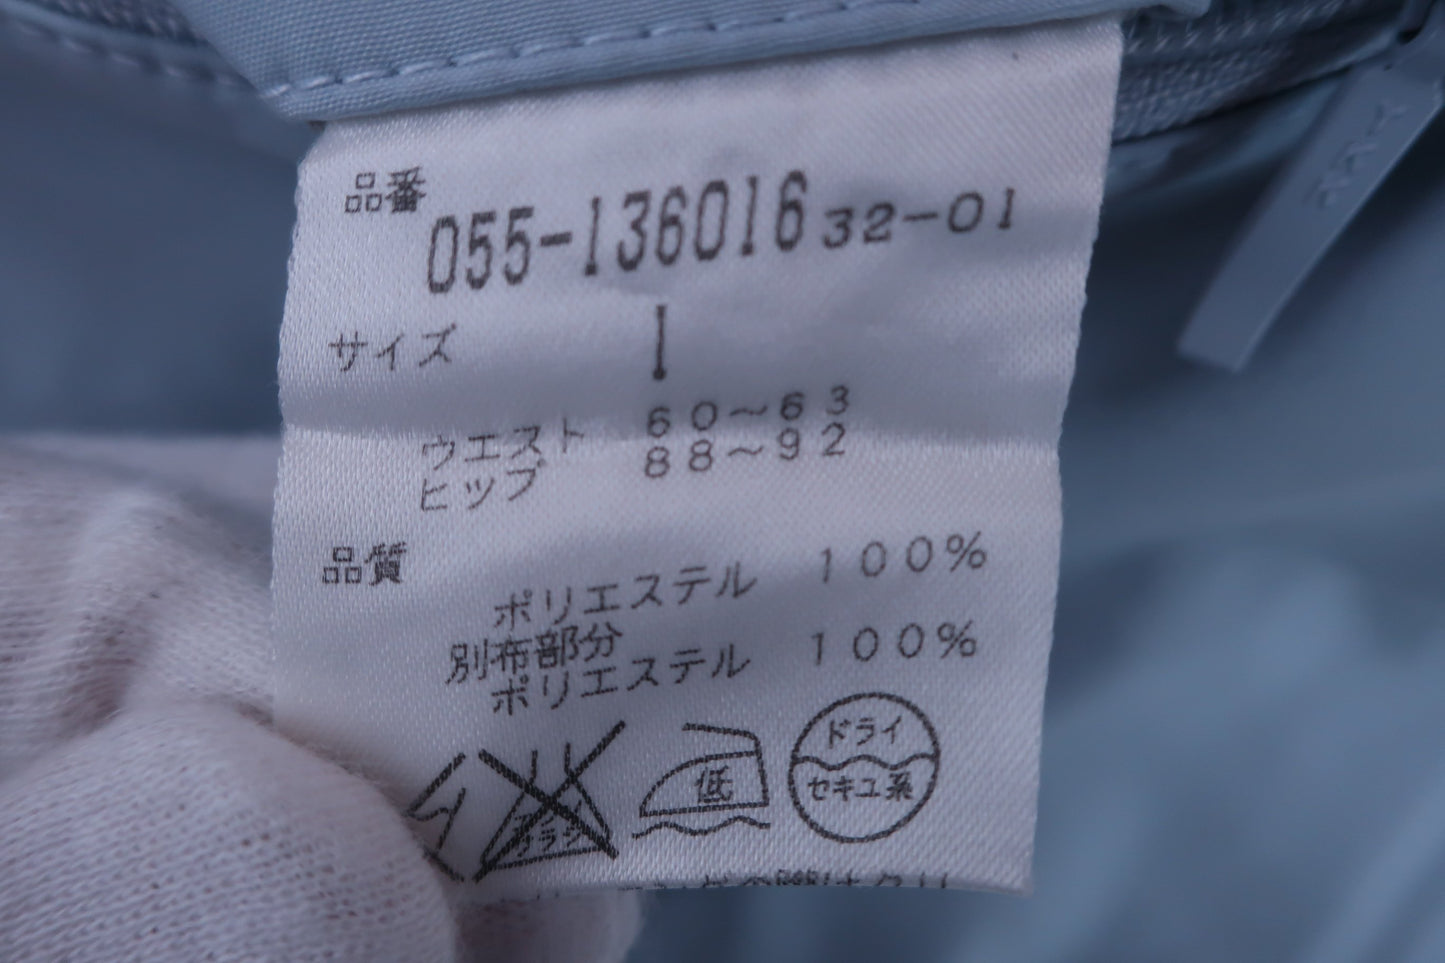 品番 055-136016 32-01
サイズ I
ウエスト 60～63
ヒップ 88～92
品質
ポリエステル 100%
別布部分
ポリエステル 100%
低
ドライ
セキユ系